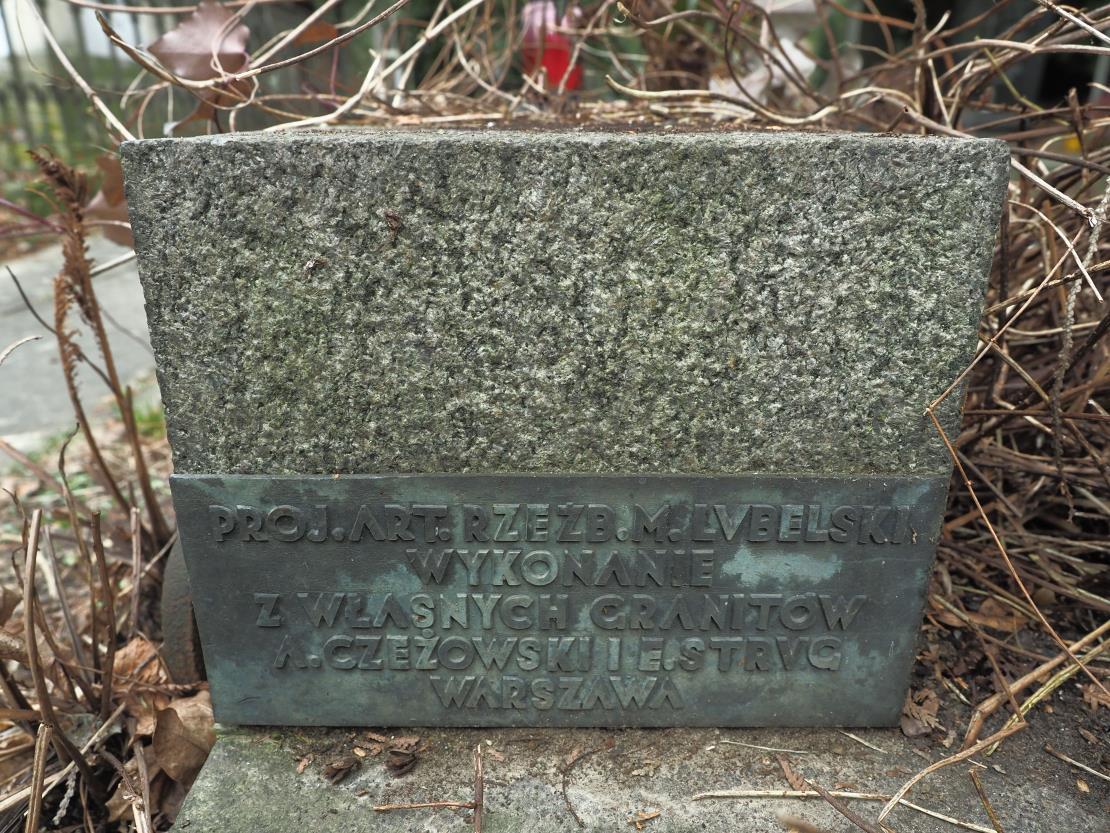 PROJ. ART. RZEŹB. M. LVBELSKI
WYKONANIE
Z WŁASNYCH GRANITÓW
A. CZEŻOWSKI I E. STRVG
WARSZAWA